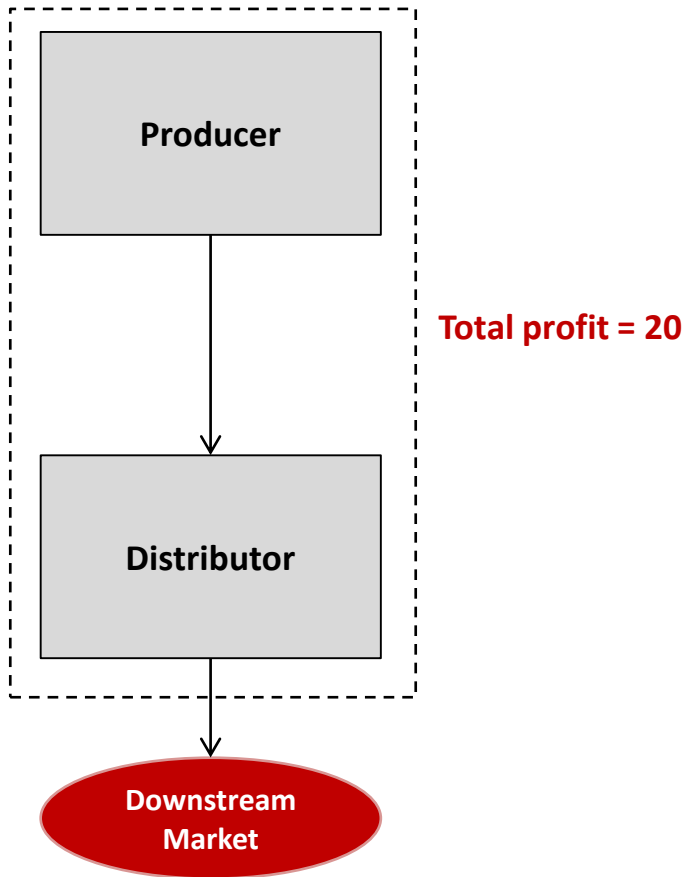 Producer
Total profit = 20
Distributor
Downstream
Market